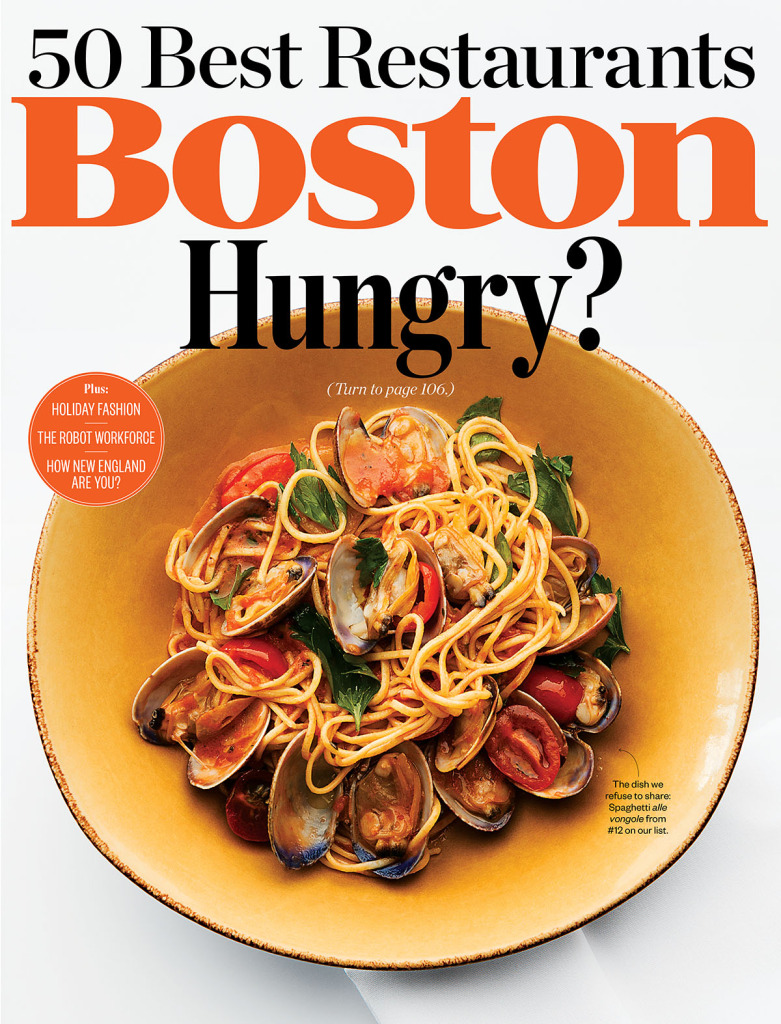 50 Best Restaurants
Boston
Hungry?
(Turn to page 106.)
Plus:
HOLIDAY FASHION
THE ROBOT WORKFORCE
HOW NEW ENGLAND
ARE YOU?
The dish we
refuse to share:
Spaghetti alle
vongole from
#12 on our list.